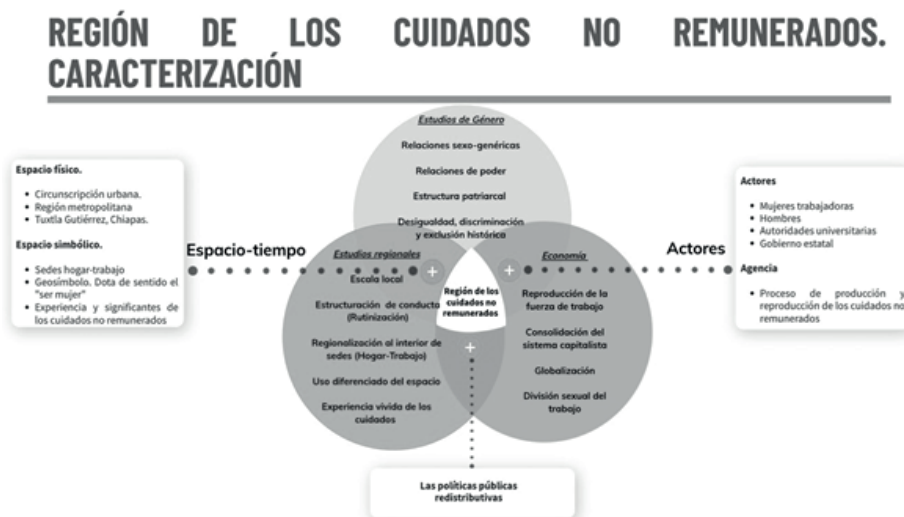 REGIÓN DE LOS CUIDADOS NO REMUNERADOS.
CARACTERIZACIÓN
Espacio físico.
Circunscripción urbana.
Región metropolitana
Tuxtla Gutiérrez, Chiapas.
Espacio simbólico.
Sedes hogar-trabajo
Geosímbolo. Dota de sentido el
"ser mujer"
Experiencia y significantes de
los cuidados no remunerados
Espacio-tiempo
Estudios de Género
Relaciones sexo-genéricas
Relaciones de poder
Estructura patriarcal
Desigualdad, discriminación
y exclusión histórica
Estudios regionales
Escala local
Estructuración de conducta
(Rutinización)
Regionalización al interior de
sedes (Hogar-Trabajo)
Uso diferenciado del espacio
Experiencia vivida de los
cuidados
+
+
+
Región de los
cuidados no
remunerados
Economía
Reproducción de la
fuerza de trabajo
Consolidación del
sistema capitalista
Globalización
División sexual del
trabajo
Actores
Actores
Mujeres trabajadoras
Hombres
Autoridades universitarias
Gobierno estatal
Agencia
Proceso de producción y
reproducción de los cuidados no
remunerados
Las políticas públicas
redistributivas